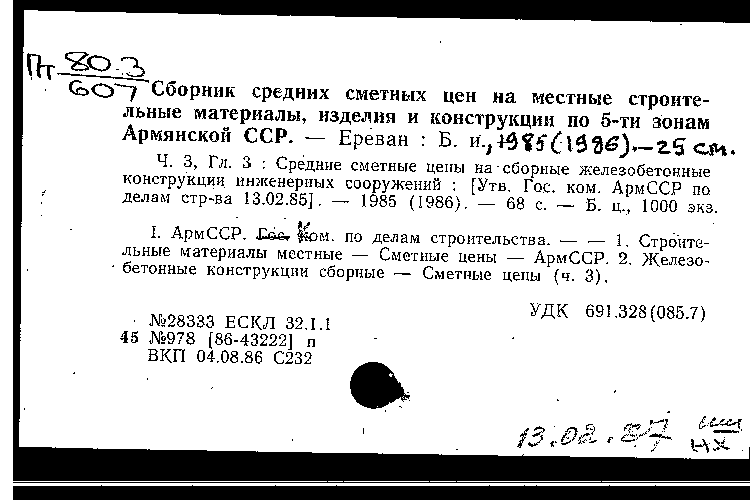 Пт 80.3
607
Сборник средних сметных цен на местные строите-
льные материалы, изделия и конструкции по 5-ти зонам
Армянской ССР. — Ереван : Б. и., 1985(1986). — 25 см.
Ч. 3, Гл. 3 : Средние сметные цены на сборные железобетонные
конструкции инженерных сооружений : [Утв. Гос. ком. АрмССР по
делам стр-ва 13.02.85]. — 1985 (1986). — 68 с. — Б. ц., 1000 экз.
I. АрмССР. Гос. Ком. по делам строительства. — — 1. Строите-
льные материалы местные — Сметные цены — АрмССР. 2. Железо-
бетонные конструкции сборные — Сметные цены (ч. 3).
УДК 691.328(085.7)
№28333 ЕСКЛ 32.1.1
45 №978 [86-43222] п
ВКП 04.08.86 С232
13.02.87
НХ